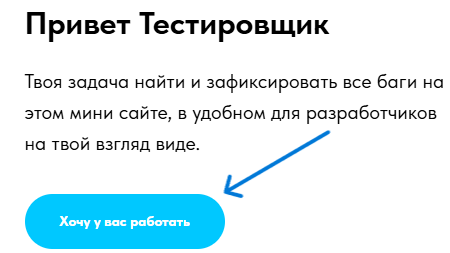 Привет Тестировщик
Твоя задача найти и зафиксировать все баги на
этом мини сайте, в удобном для разработчиков
на твой взгляд виде.
Хочу у вас работать